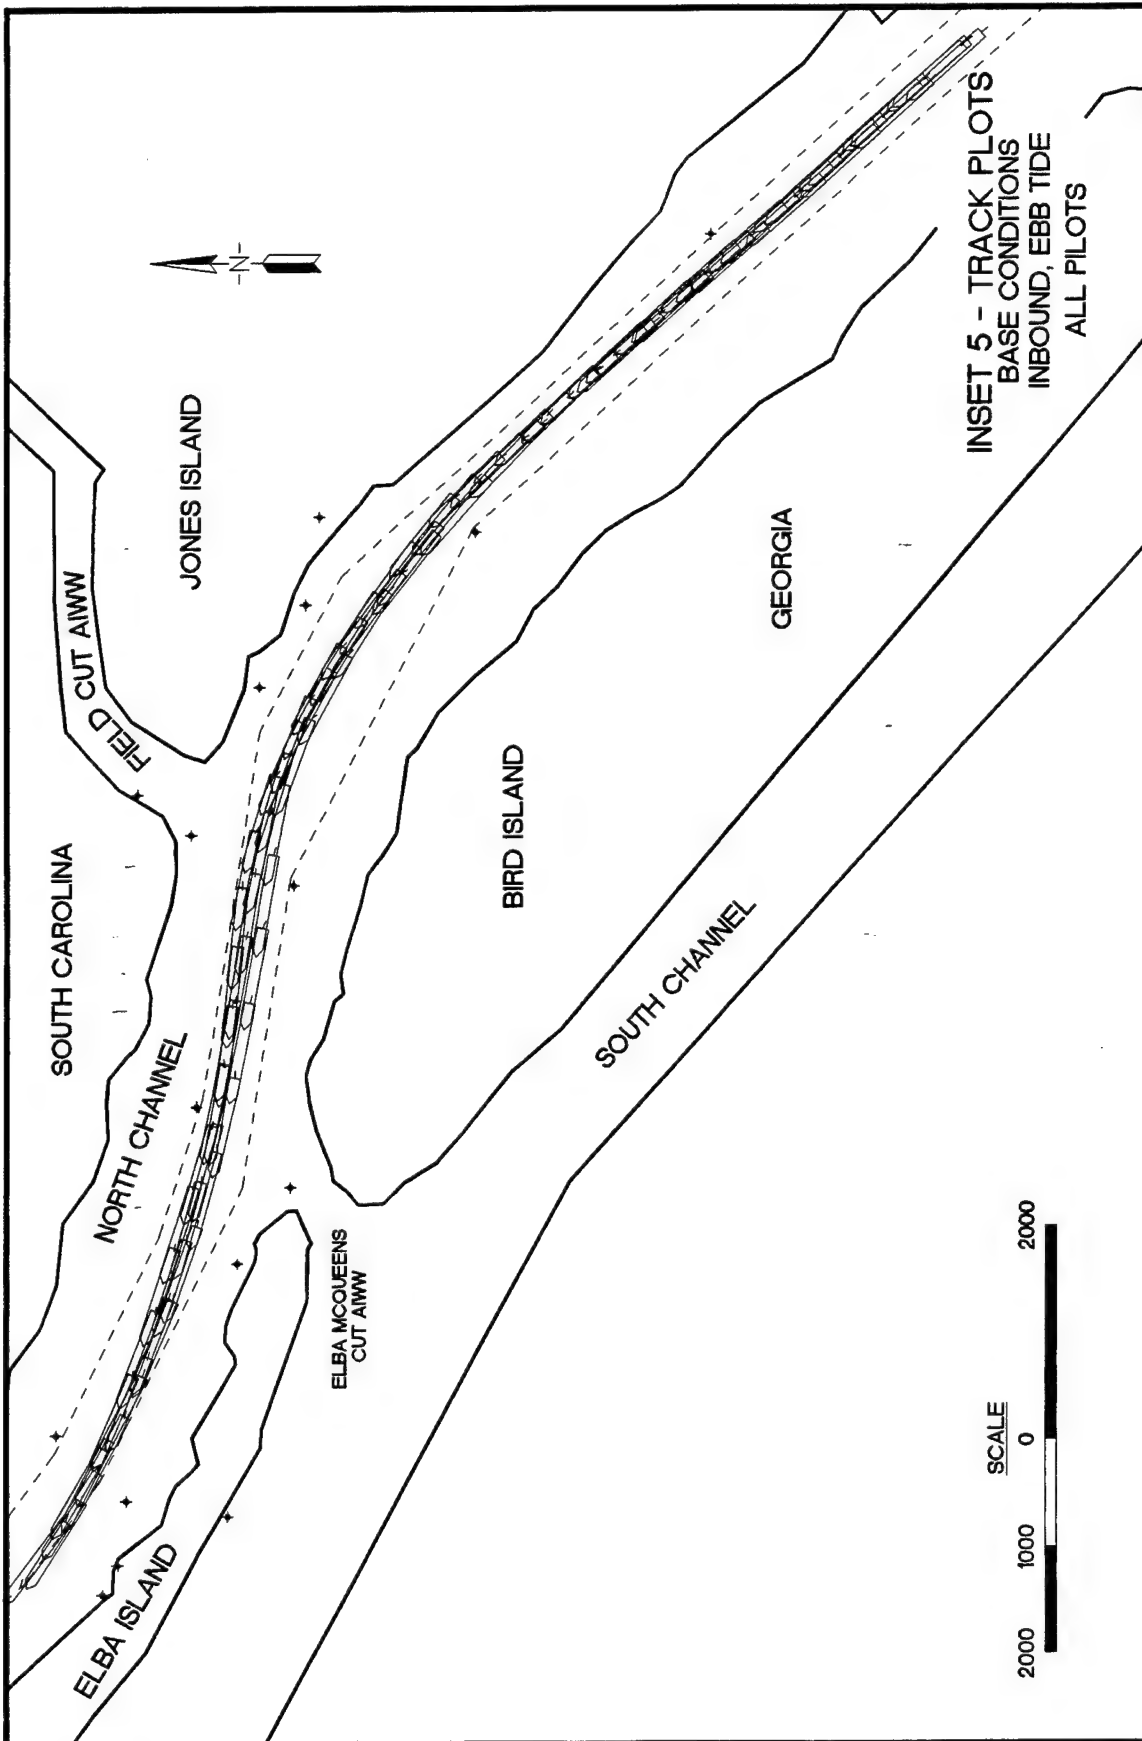 SOUTH CAROLINA
FIELD CUT AIWW
JONES ISLAND
-N-
NORTH CHANNEL
ELBA ISLAND
ELBA MCQUEENS
CUT AIWW
BIRD ISLAND
GEORGIA
SOUTH CHANNEL
SCALE
2000 1000 0 2000
INSET 5 - TRACK PLOTS
BASE CONDITIONS
INBOUND, EBB TIDE
ALL PILOTS